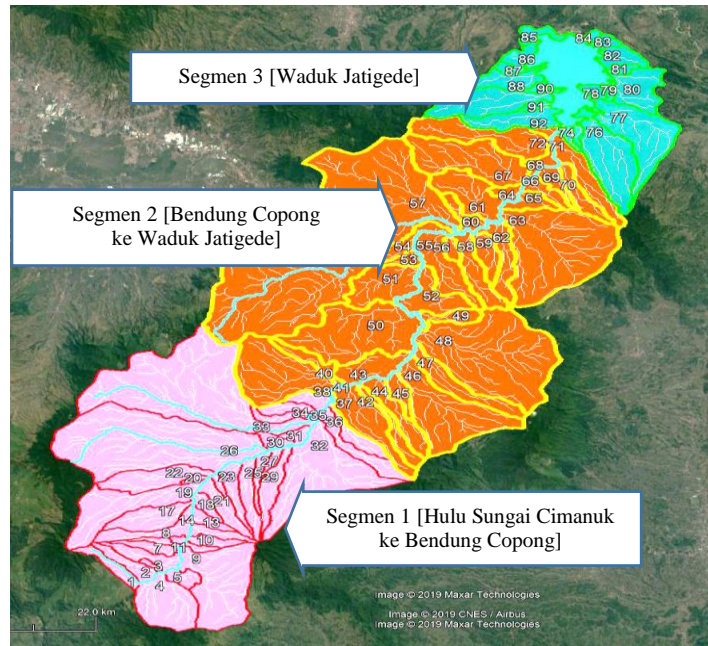 85 84 83
86 82
87 81
88 90 78 79 80
91 77
92 74 76
72 71
Segmen 3 [Waduk Jatigede]
68
67 66 69 70
64 65
57 61 63
60
Segmen 2 [Bendung Copong
ke Waduk Jatigede]
54 55 56 58 59 62
53
51
52
49
50
48
47
40 43 46
38 41 44 45
37 42
34 35
36
33 31 32
26 30
27
22 20 23 25 29
19 18 21
17
14 13
8 10
7 11
9
3
2 5
1 4
Segmen 1 [Hulu Sungai Cimanuk
ke Bendung Copong]
22.0 km
Image © 2019 Maxar Technologies
Image © 2019 CNES / Airbus
Image © 2019 Maxar Technologies